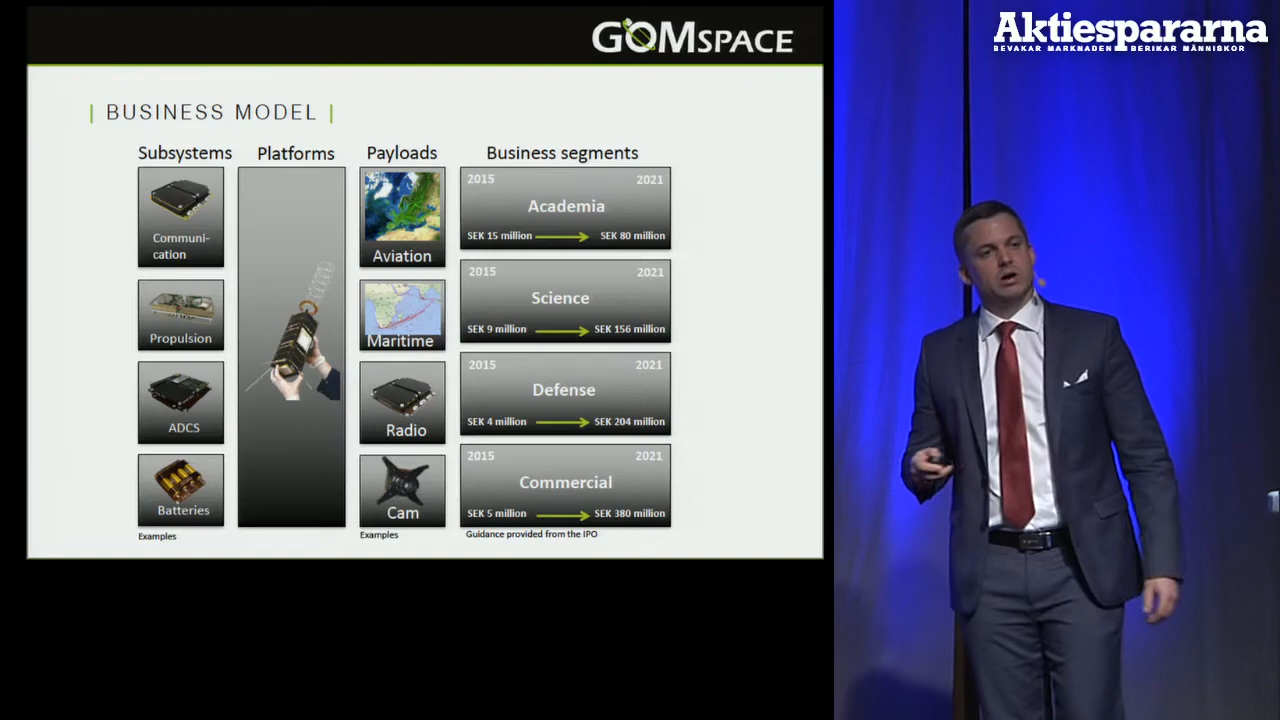 GOMSPACE
Aktiespararna
BEVAKAR MARKNADEN BERIKAR MÄNNISKOR
| BUSINESS MODEL |
Subsystems
Communi-
cation
Propulsion
ADCS
Batteries
Examples
Platforms
Payloads
Aviation
Maritime
Radio
Cam
Examples
Business segments
2015 2021
Academia
SEK 15 million SEK 80 million
2015 2021
Science
SEK 9 million SEK 156 million
2015 2021
Defense
SEK 4 million SEK 204 million
2015 2021
Commercial
SEK 5 million SEK 380 million
Guidance provided from the IPO